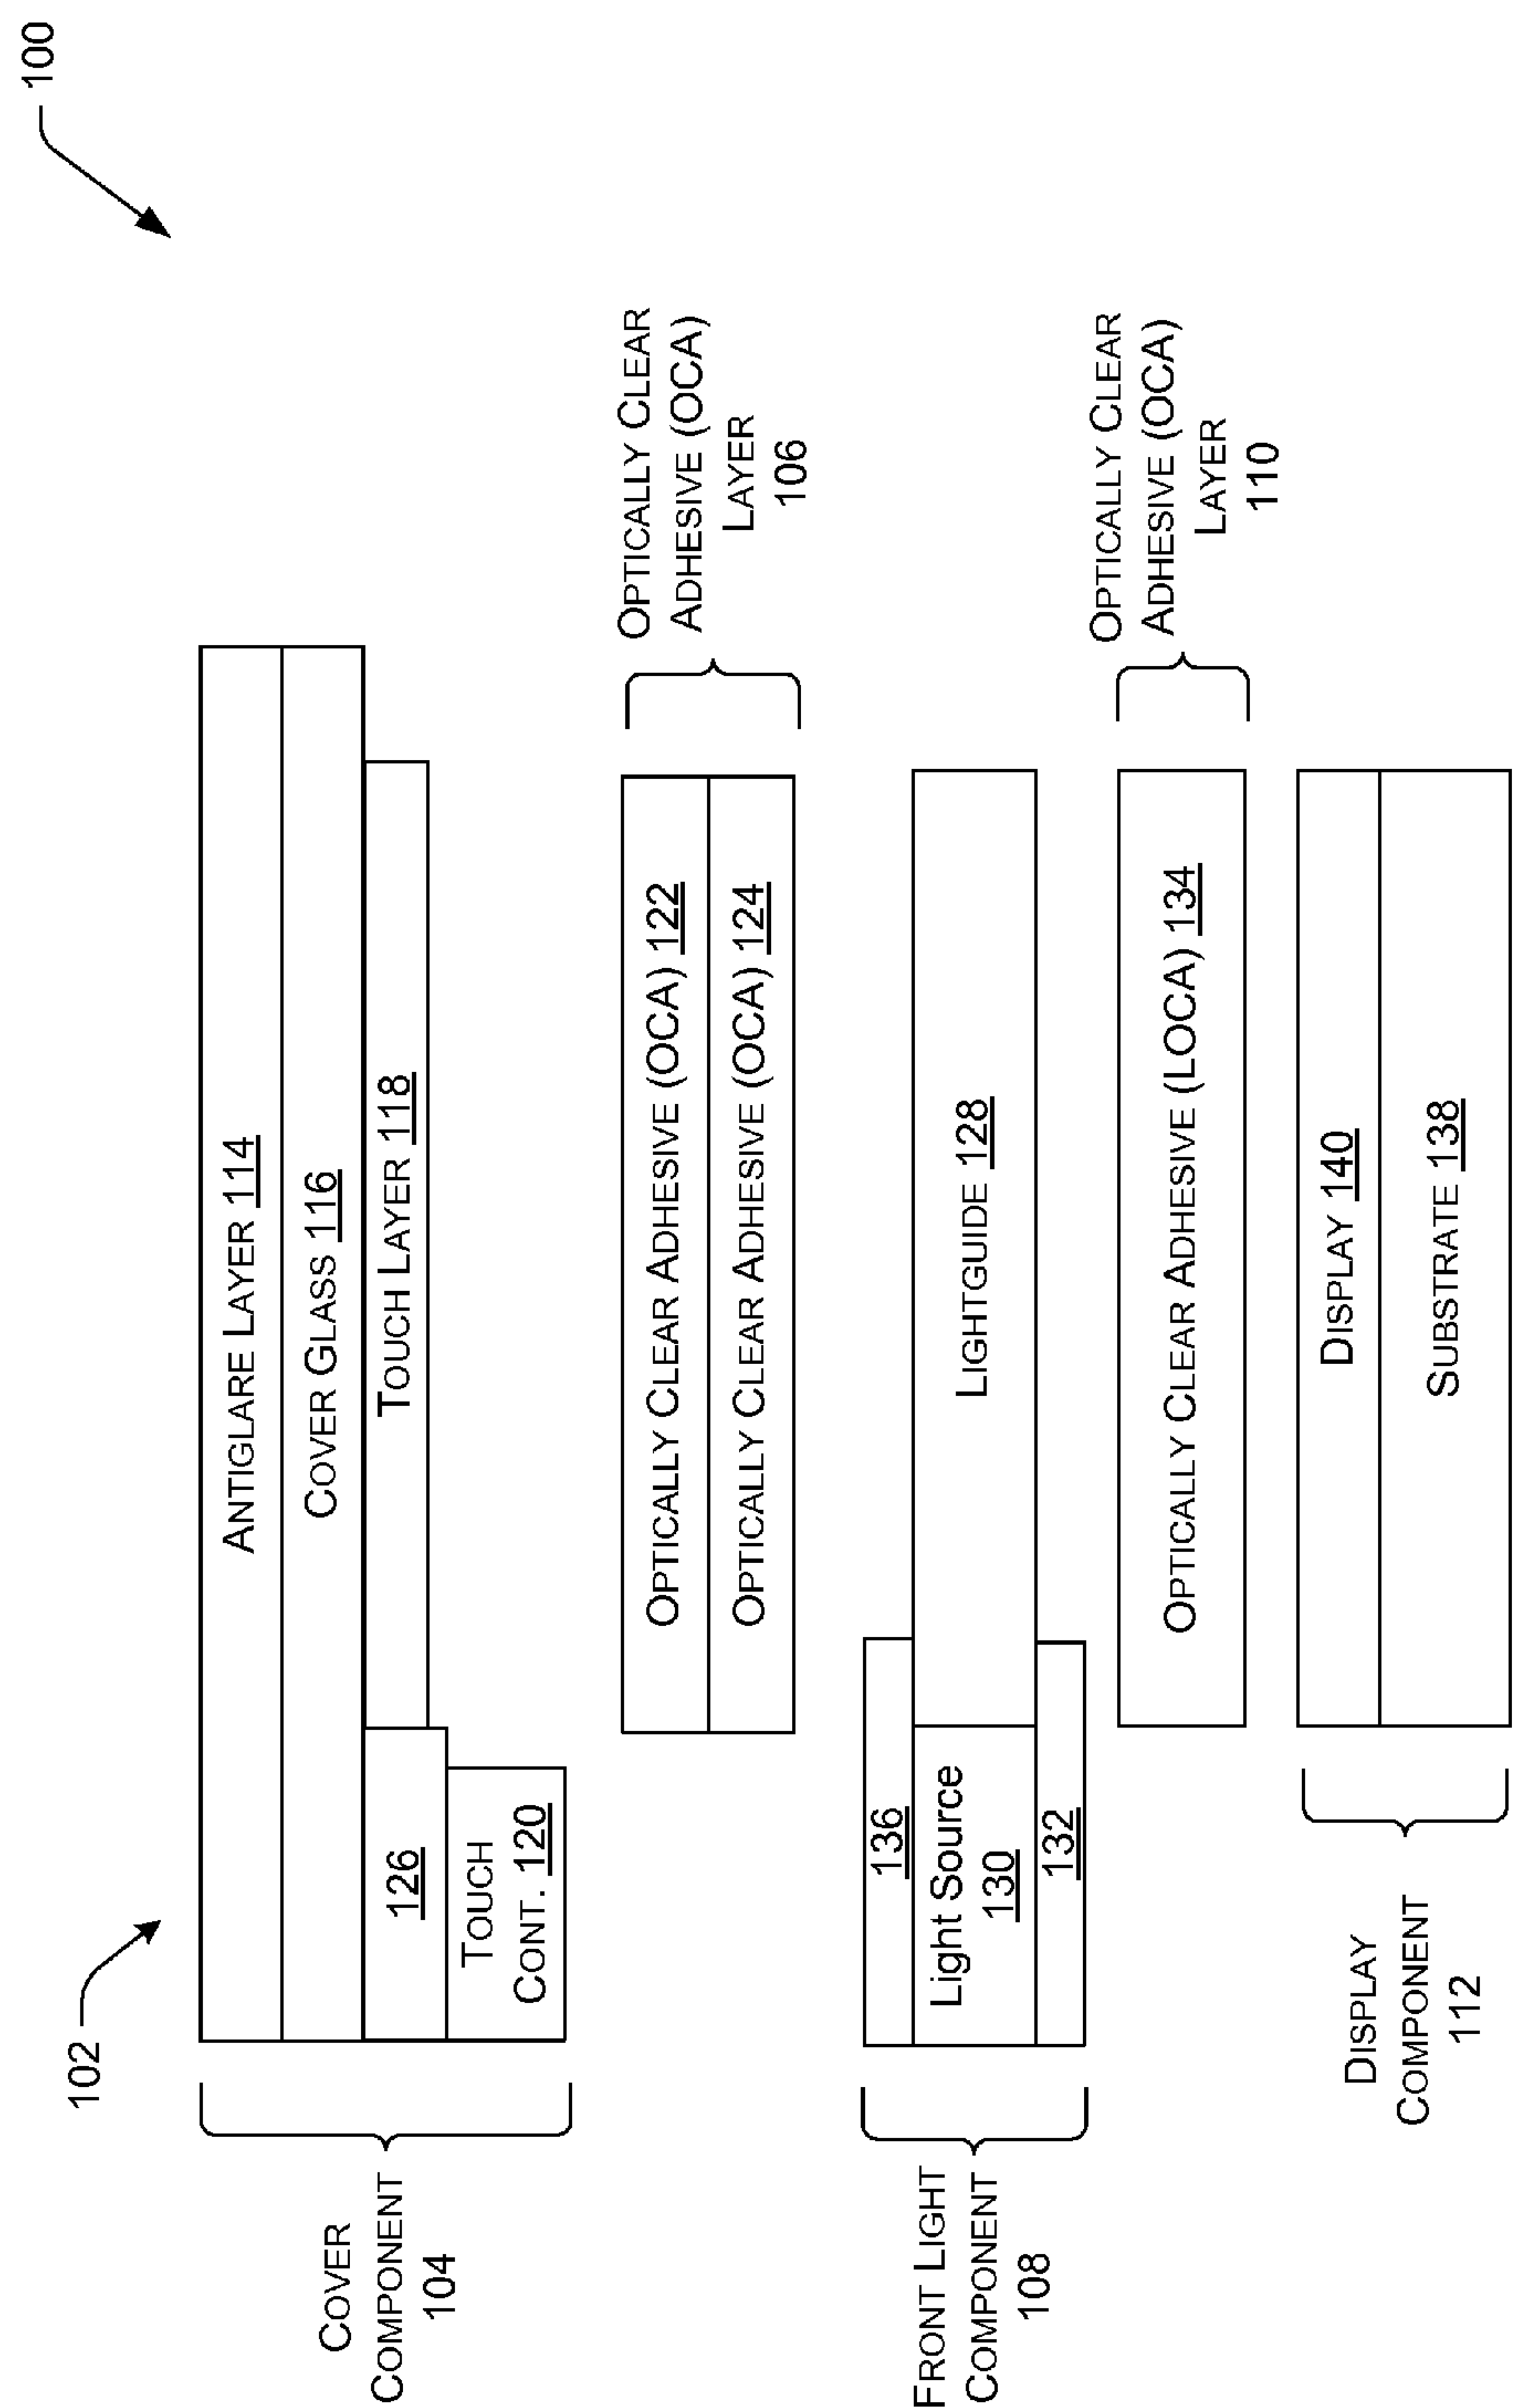 100
102
ANTIGLARE LAYER 114
COVER GLASS 116
TOUCH LAYER 118
126
TOUCH
CONT. 120
COVER
COMPONENT
104
OPTICALLY CLEAR ADHESIVE (OCA) 122
OPTICALLY CLEAR ADHESIVE (OCA) 124
OPTICALLY CLEAR
ADHESIVE (OCA)
LAYER
106
136
Light Source
130
132
LIGHTGUIDE 128
FRONT LIGHT
COMPONENT
108
OPTICALLY CLEAR ADHESIVE (LOCA) 134
OPTICALLY CLEAR
ADHESIVE (OCA)
LAYER
110
DISPLAY 140
SUBSTRATE 138
DISPLAY
COMPONENT
112